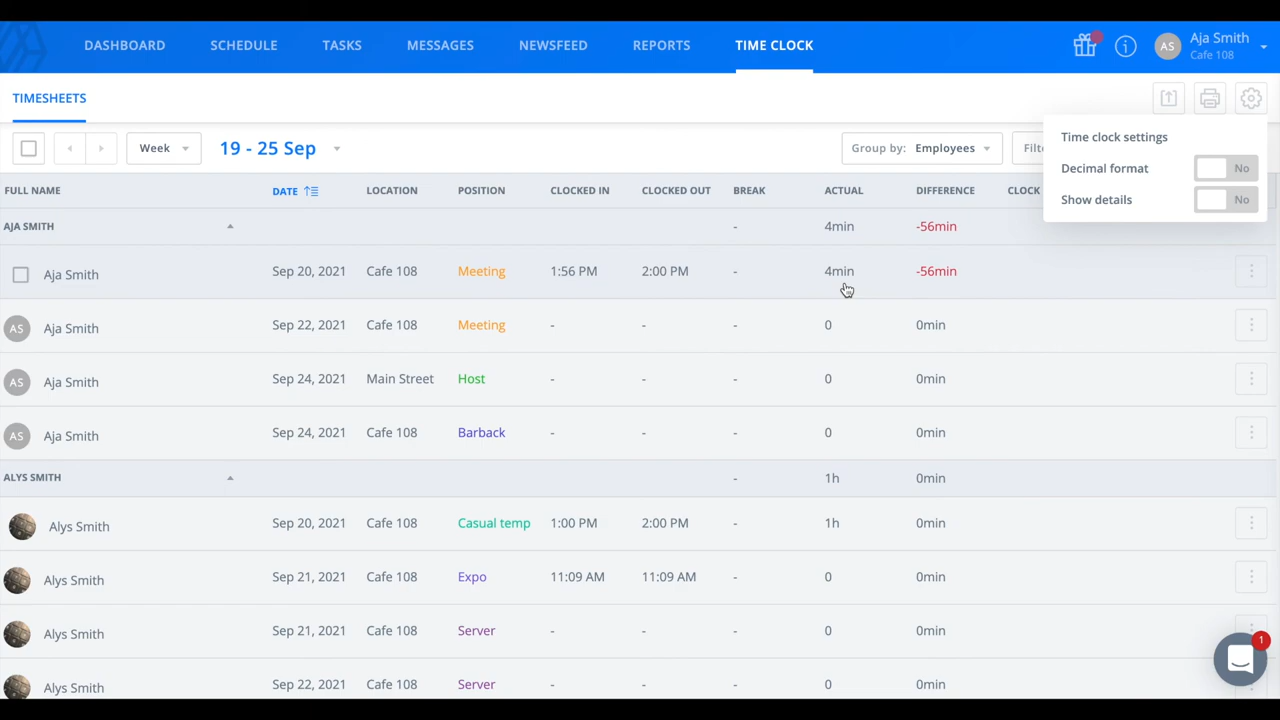 DASHBOARD SCHEDULE TASKS MESSAGES NEWSFEED REPORTS TIME CLOCK AS Aja Smith
Cafe 108
TIMESHEETS
Time clock settings
Week 19 - 25 Sep Group by: Employees
Decimal format No
Show details No
FULL NAME DATE LOCATION POSITION CLOCKED IN CLOCKED OUT BREAK ACTUAL DIFFERENCE CLOCK
AJA SMITH - 4min -56min
Aja Smith Sep 20, 2021 Cafe 108 Meeting 1:56 PM 2:00 PM - 4min -56min
AS Aja Smith Sep 22, 2021 Cafe 108 Meeting - - - 0 0min
AS Aja Smith Sep 24, 2021 Main Street Host - - - 0 0min
AS Aja Smith Sep 24, 2021 Cafe 108 Barback - - - 0 0min
ALYS SMITH - 1h 0min
Alys Smith Sep 20, 2021 Cafe 108 Casual temp 1:00 PM 2:00 PM - 1h 0min
Alys Smith Sep 21, 2021 Cafe 108 Expo 11:09 AM 11:09 AM - 0 0min
Alys Smith Sep 21, 2021 Cafe 108 Server - - - 0 0min
1
Alys Smith Sep 22, 2021 Cafe 108 Server - - - 0 0min